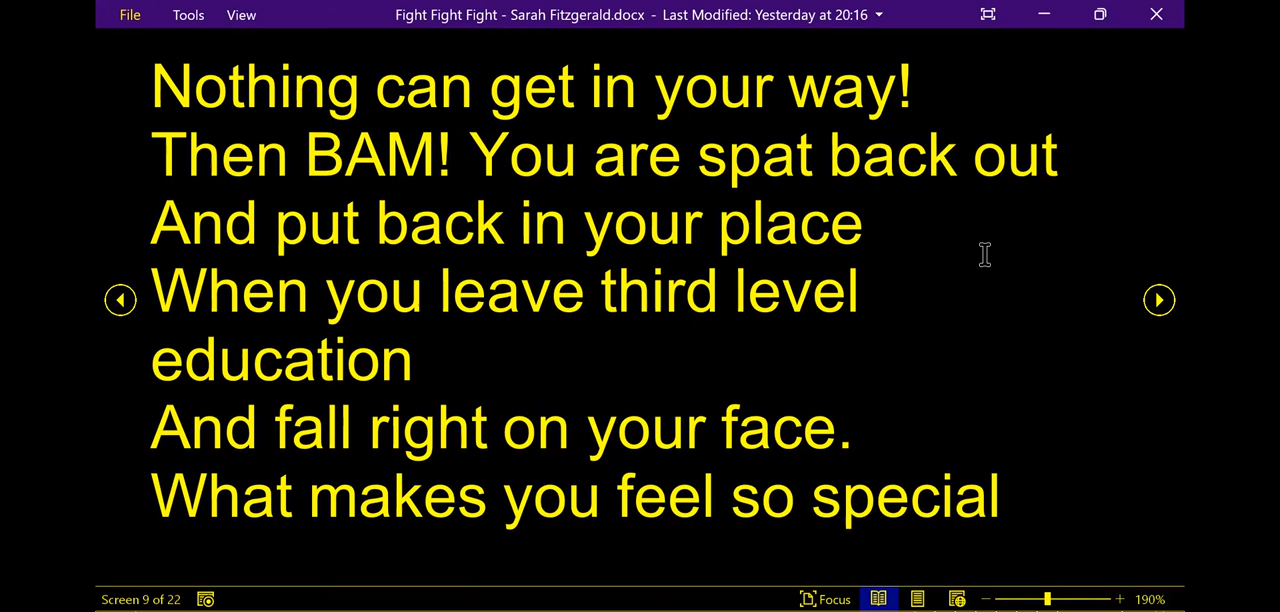 File Tools View Fight Fight Fight - Sarah Fitzgerald.docx - Last Modified: Yesterday at 20:16
Nothing can get in your way!
Then BAM! You are spat back out
And put back in your place
When you leave third level
education
And fall right on your face.
What makes you feel so special
Screen 9 of 22 Focus 190%